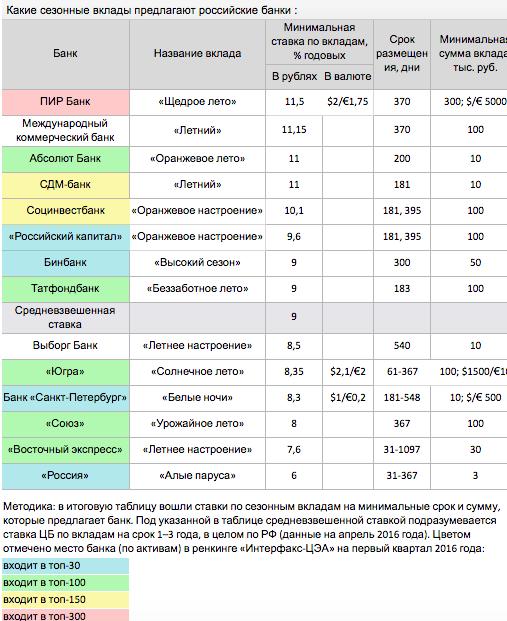 Какие сезонные вклады предлагают российские банки :
Банк Название вклада Минимальная ставка по вкладам, % годовых Срок размещен ия, дни Минимальна сумма вклада тыс. руб.
В рублях В валюте
ПИР Банк «Щедрое лето» 11,5 $2/€1,75 370 300; $/€ 5000
Международный коммерческий банк «Летний» 11,15 370 100
Абсолют Банк «Оранжевое лето» 11 200 10
СДМ-банк «Летний» 11 181 10
Социнвестбанк «Оранжевое настроение» 10,1 181, 395 100
«Российский капитал» «Оранжевое настроение» 9,6 181, 395 100
Бинбанк «Высокий сезон» 9 300 50
Татфондбанк «Беззаботное лето» 9 183 100
Средневзвешенная ставка 9
Выборг Банк «Летнее настроение» 8,5 540 10
«Югра» «Солнечное лето» 8,35 $2,1/€2 61-367 100; $1500/€1
Банк «Санкт-Петербург» «Белые ночи» 8,3 $1/€0,2 181-548 10; $/€ 500
«Союз» «Урожайное лето» 8 367 100
«Восточный экспресс» «Летнее настроение» 7,6 31-1097 30
«Россия» «Алые паруса» 6 31-367 3
Методика: в итоговую таблицу вошли ставки по сезонным вкладам на минимальные срок и сумму,
которые предлагает банк. Под указанной в таблице средневзвешенной ставкой подразумевается
ставка ЦБ по вкладам на срок 1–3 года, в целом по РФ (данные на апрель 2016 года). Цветом
отмечено место банка (по активам) в ренкинге «Интерфакс-ЦЭА» на первый квартал 2016 года:
входит в топ-30
входит в топ-100
входит в топ-150
входит в топ-300